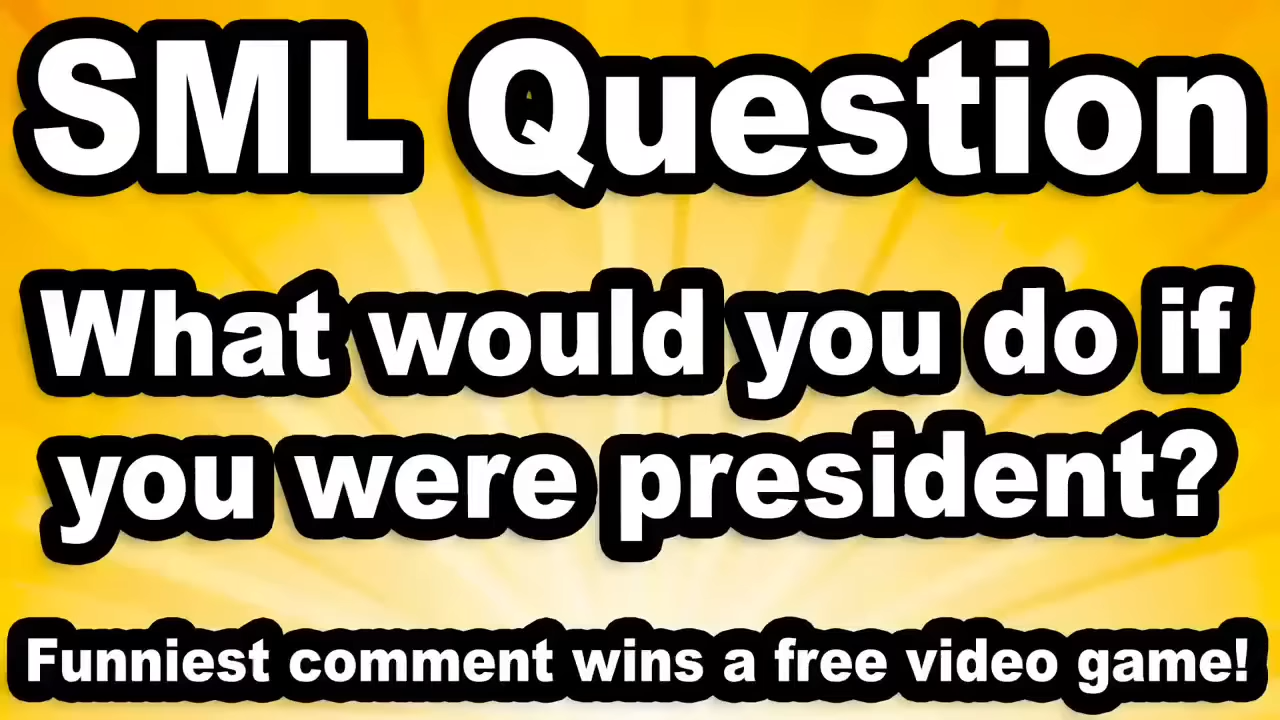 SML Question
What would you do if
you were president?
Funniest comment wins a free video game!